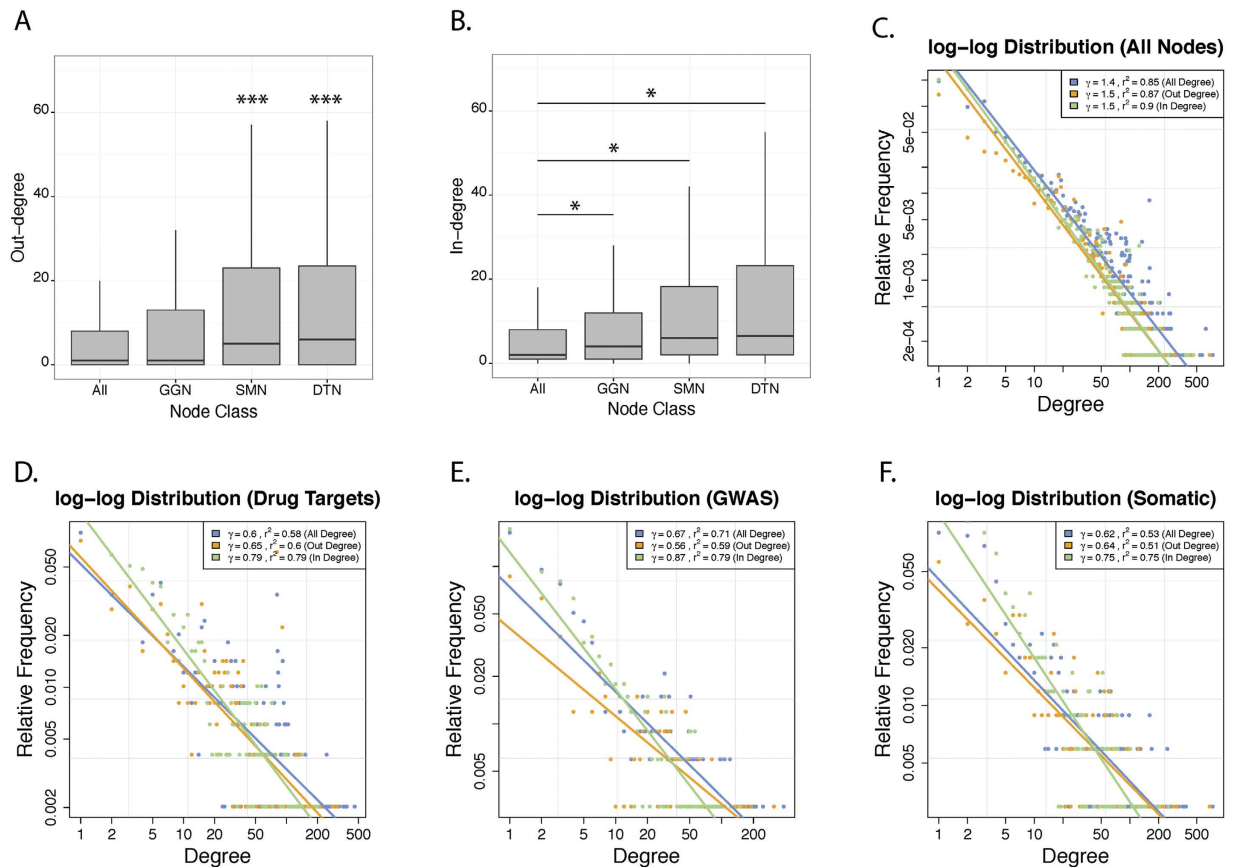 A
Out-degree
60
40
20
0
***
***
All
GGN
SMN
DTN
Node Class
B.
In-degree
60
40
20
0
*
*
*
All
GGN
SMN
DTN
Node Class
C.
log-log Distribution (All Nodes)
γ = 1.4 , r² = 0.85 (All Degree)
γ = 1.5 , r² = 0.87 (Out Degree)
γ = 1.5 , r² = 0.9 (In Degree)
Relative Frequency
5e-02
5e-03
1e-03
2e-04
1 2 5 10 50 200 500
Degree
D.
log-log Distribution (Drug Targets)
γ = 0.6 , r² = 0.58 (All Degree)
γ = 0.65 , r² = 0.6 (Out Degree)
γ = 0.79 , r² = 0.79 (In Degree)
Relative Frequency
0.050
0.020
0.010
0.005
0.002
1 2 5 10 20 50 200 500
Degree
E.
log-log Distribution (GWAS)
γ = 0.67 , r² = 0.71 (All Degree)
γ = 0.56 , r² = 0.59 (Out Degree)
γ = 0.87 , r² = 0.79 (In Degree)
Relative Frequency
0.050
0.020
0.005
1 2 5 10 20 50 200
Degree
F.
log-log Distribution (Somatic)
γ = 0.62 , r² = 0.53 (All Degree)
γ = 0.64 , r² = 0.51 (Out Degree)
γ = 0.75 , r² = 0.75 (In Degree)
Relative Frequency
0.050
0.020
0.010
0.005
1 2 5 10 50 200 500
Degree